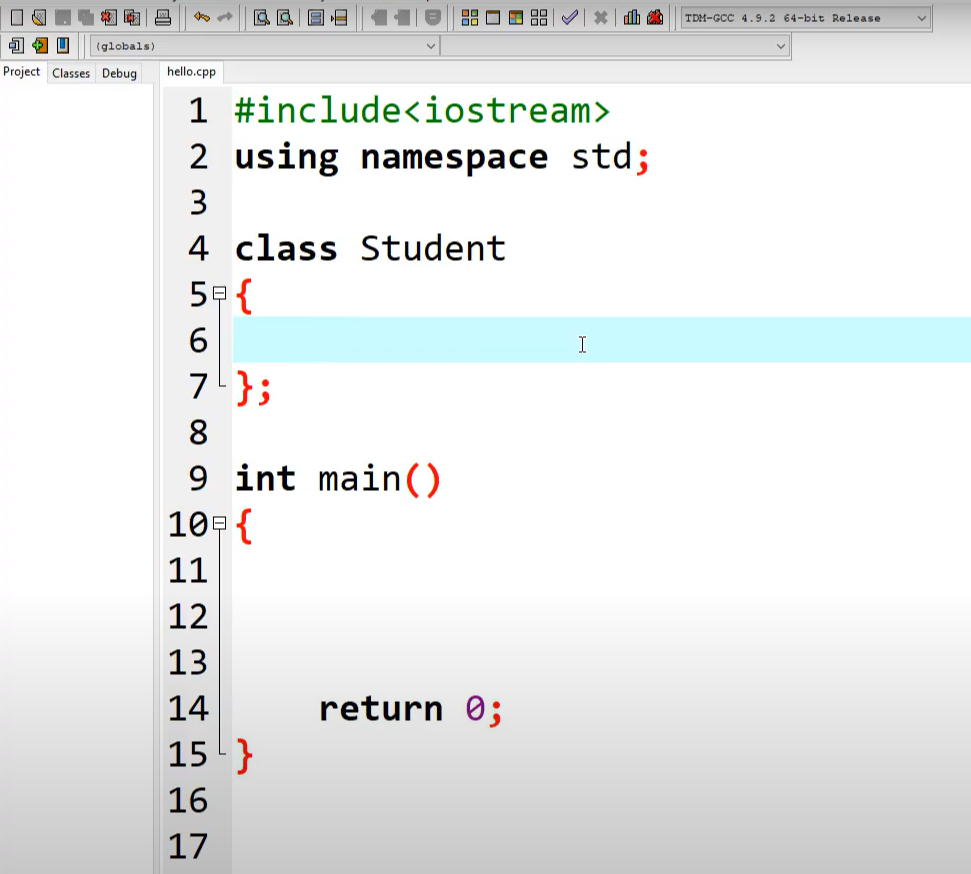 TDM-GCC 4.9.2 64-bit Release
(globals)
Project Classes Debug hello.cpp
1 #include<iostream>
2 using namespace std;
3
4 class Student
5 {
6
7 };
8
9 int main()
10 {
11
12
13
14 return 0;
15 }
16
17